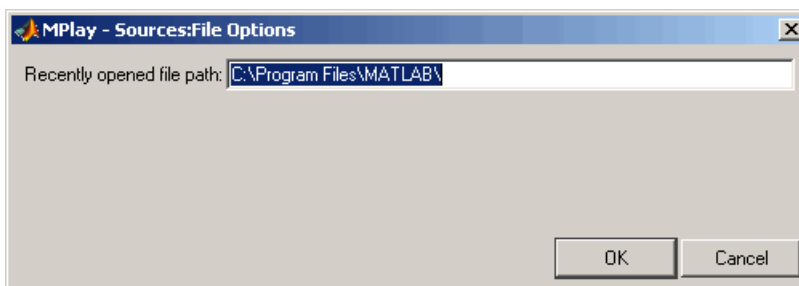 MPlay - Sources:File Options
Recently opened file path: C:\Program Files\MATLAB\
OK Cancel